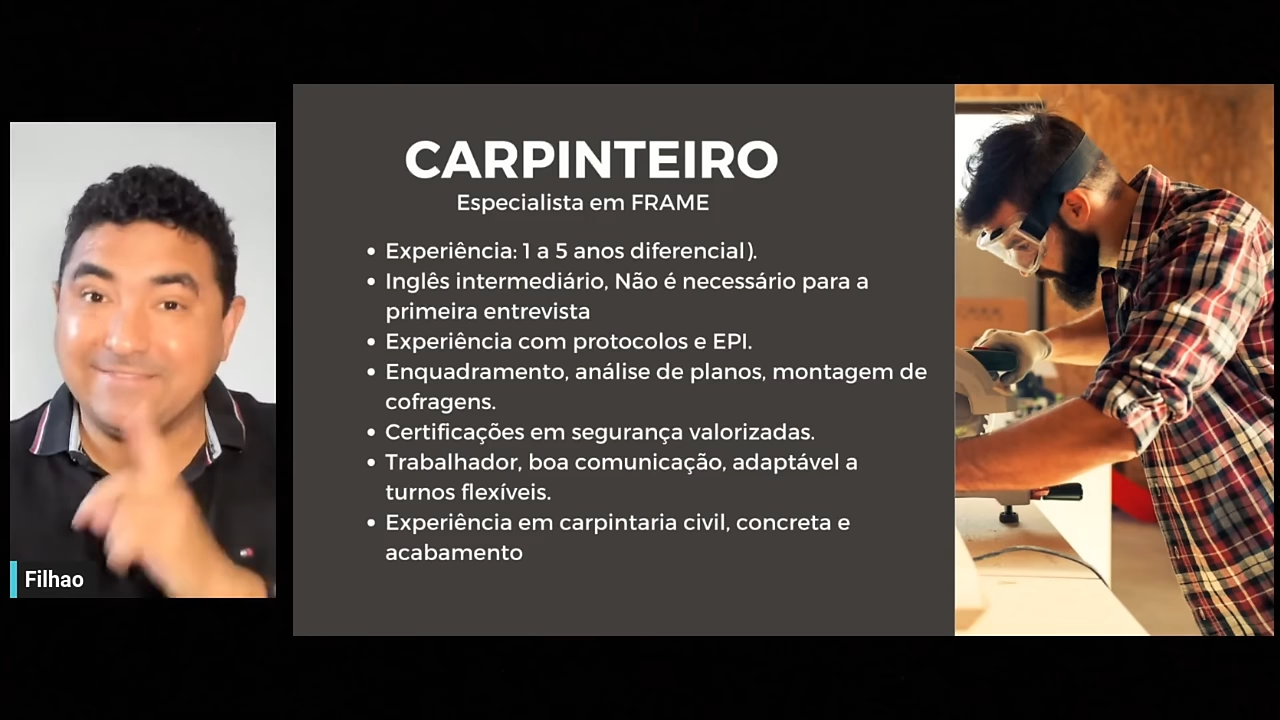 CARPINTEIRO
Especialista em FRAME
• Experiência: 1 a 5 anos diferencial).
• Inglês intermediário, Não é necessário para a
primeira entrevista
• Experiência com protocolos e EPI.
• Enquadramento, análise de planos, montagem de
cofragens.
• Certificações em segurança valorizadas.
• Trabalhador, boa comunicação, adaptável a
turnos flexíveis.
• Experiência em carpintaria civil, concreta e
acabamento
Filhao